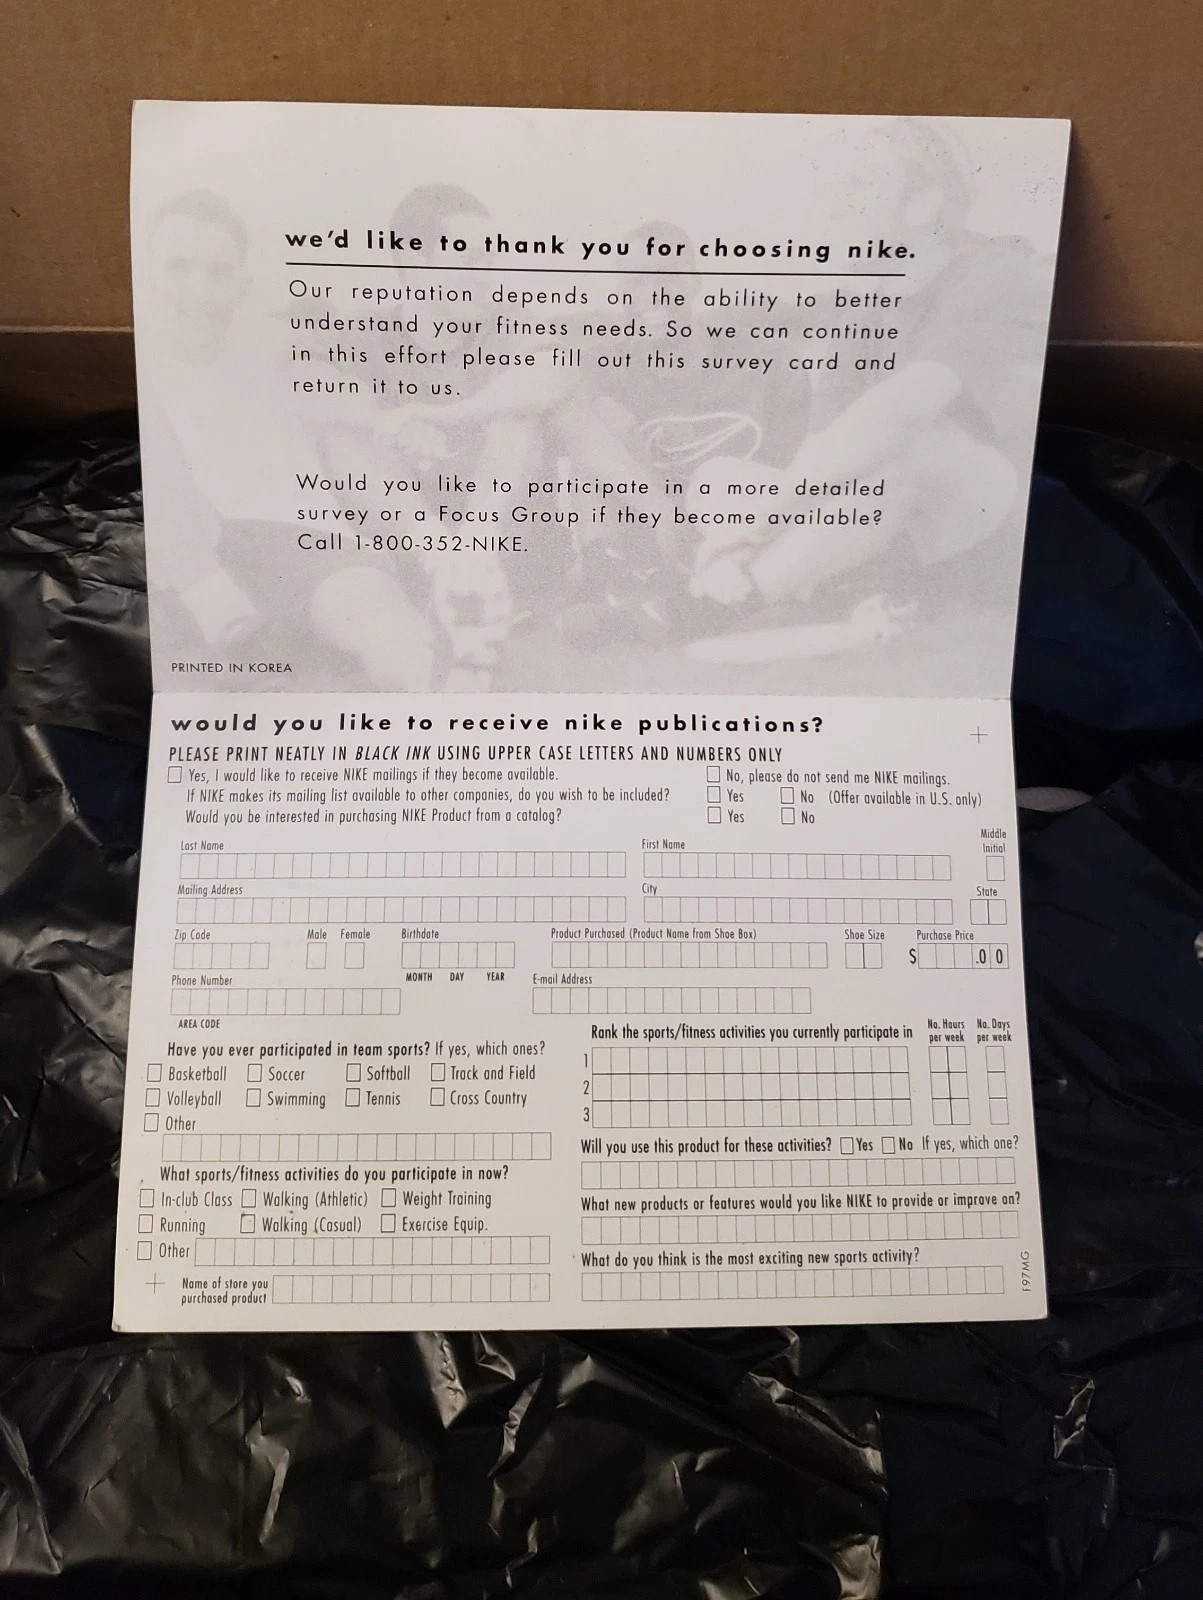 we'd like to thank you for choosing nike.
Our reputation depends on the ability to better
understand your fitness needs. So we can continue
in this effort please fill out this survey card and
return it to us.
Would you like to participate in a more detailed
survey or a Focus Group if they become available?
Call 1-800-352-NIKE.
PRINTED IN KOREA
would you like to receive nike publications?
PLEASE PRINT NEATLY IN BLACK INK USING UPPER CASE LETTERS AND NUMBERS ONLY
Yes, I would like to receive NIKE mailings if they become available. No, please do not send me NIKE mailings.
If NIKE makes its mailing list available to other companies, do you wish to be included? Yes No (Offer available in U.S. only)
Would you be interested in purchasing NIKE Product from a catalog? Yes No
Last Name First Name Middle Initial
Mailing Address City State
Zip Code Male Female Birthdate Product Purchased (Product Name from Shoe Box) Shoe Size Purchase Price
$ .00
MONTH DAY YEAR
Phone Number E-mail Address
AREA CODE
Have you ever participated in team sports? If yes, which ones?
Basketball Soccer Softball Track and Field
Volleyball Swimming Tennis Cross Country
Other
What sports/fitness activities do you participate in now?
In-club Class Walking (Athletic) Weight Training
Running Walking (Casual) Exercise Equip.
Other
Name of store you
purchased product
Rank the sports/fitness activities you currently participate in No. Hours per week No. Days per week
1
2
3
Will you use this product for these activities? Yes No If yes, which one?
What new products or features would you like NIKE to provide or improve on?
What do you think is the most exciting new sports activity?
F97MG